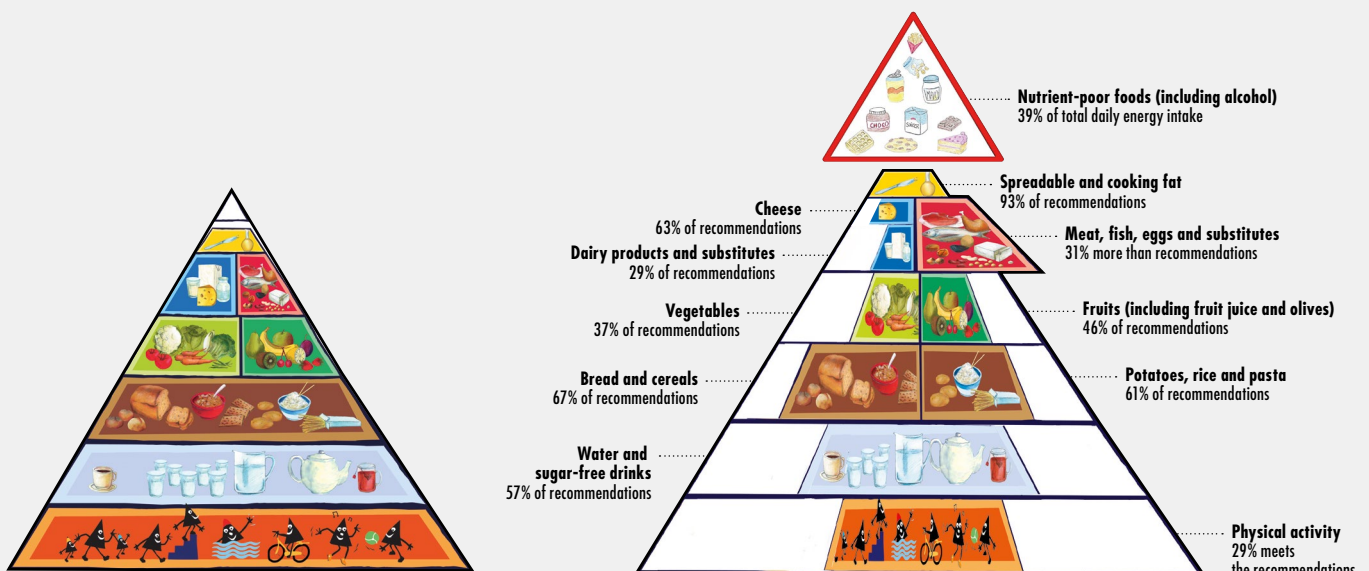 Nutrient-poor foods (including alcohol)
39% of total daily energy intake
Spreadable and cooking fat
93% of recommendations
Cheese
63% of recommendations
Meat, fish, eggs and substitutes
31% more than recommendations
Dairy products and substitutes
29% of recommendations
Vegetables
37% of recommendations
Fruits (including fruit juice and olives)
46% of recommendations
Bread and cereals
67% of recommendations
Potatoes, rice and pasta
61% of recommendations
Water and
sugar-free drinks
57% of recommendations
Physical activity
29% meets
the recommendations
CHOCO